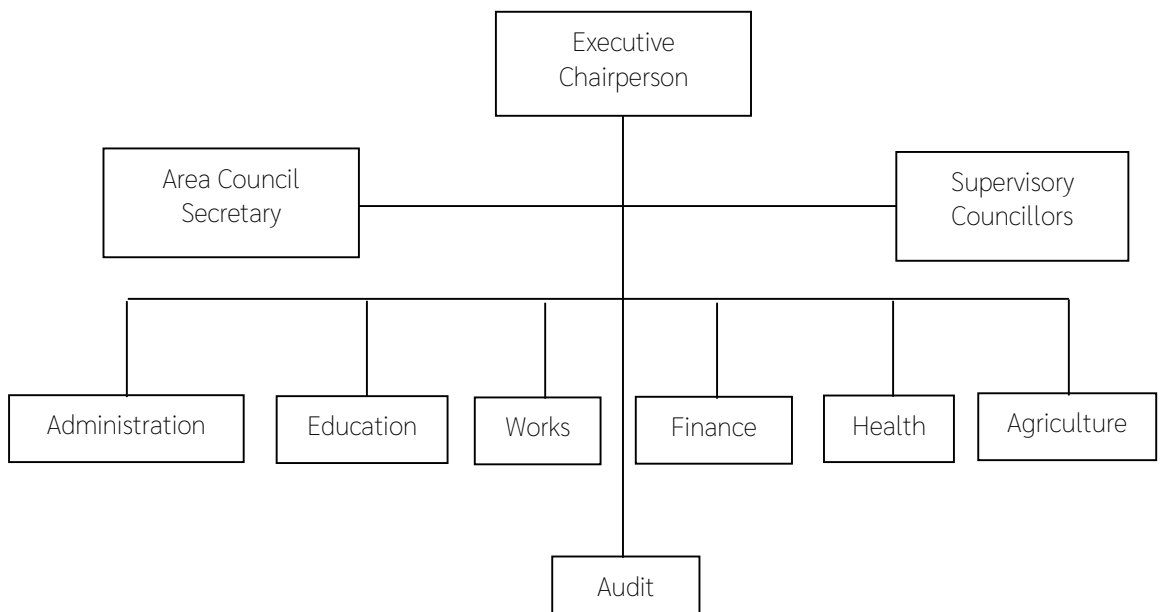 Executive
Chairperson
Area Council
Secretary
Supervisory
Councillors
Administration
Education
Works
Finance
Health
Agriculture
Audit